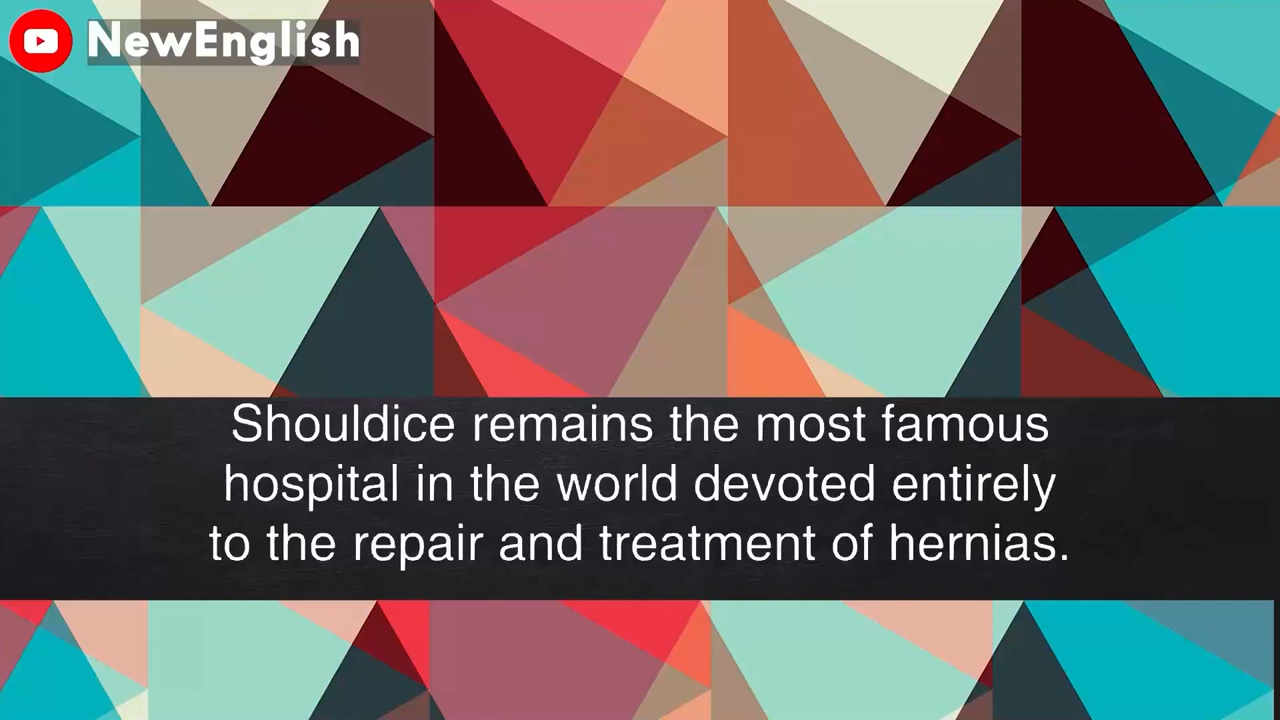 NewEnglish
Shouldice remains the most famous
hospital in the world devoted entirely
to the repair and treatment of hernias.